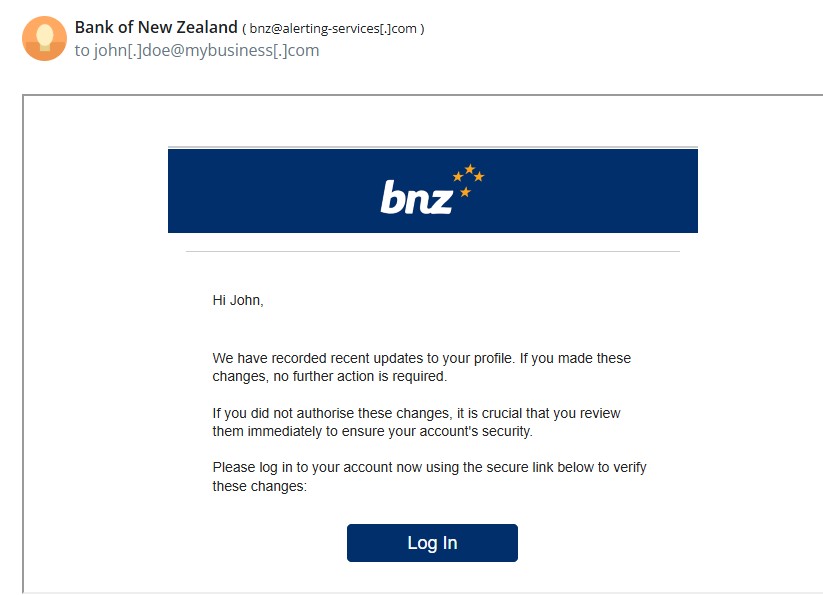 Bank of New Zealand ( bnz@alerting-services[.]com )
to john[.]doe@mybusiness[.]com
bnz
Hi John,
We have recorded recent updates to your profile. If you made these
changes, no further action is required.
If you did not authorise these changes, it is crucial that you review
them immediately to ensure your account's security.
Please log in to your account now using the secure link below to verify
these changes:
Log In